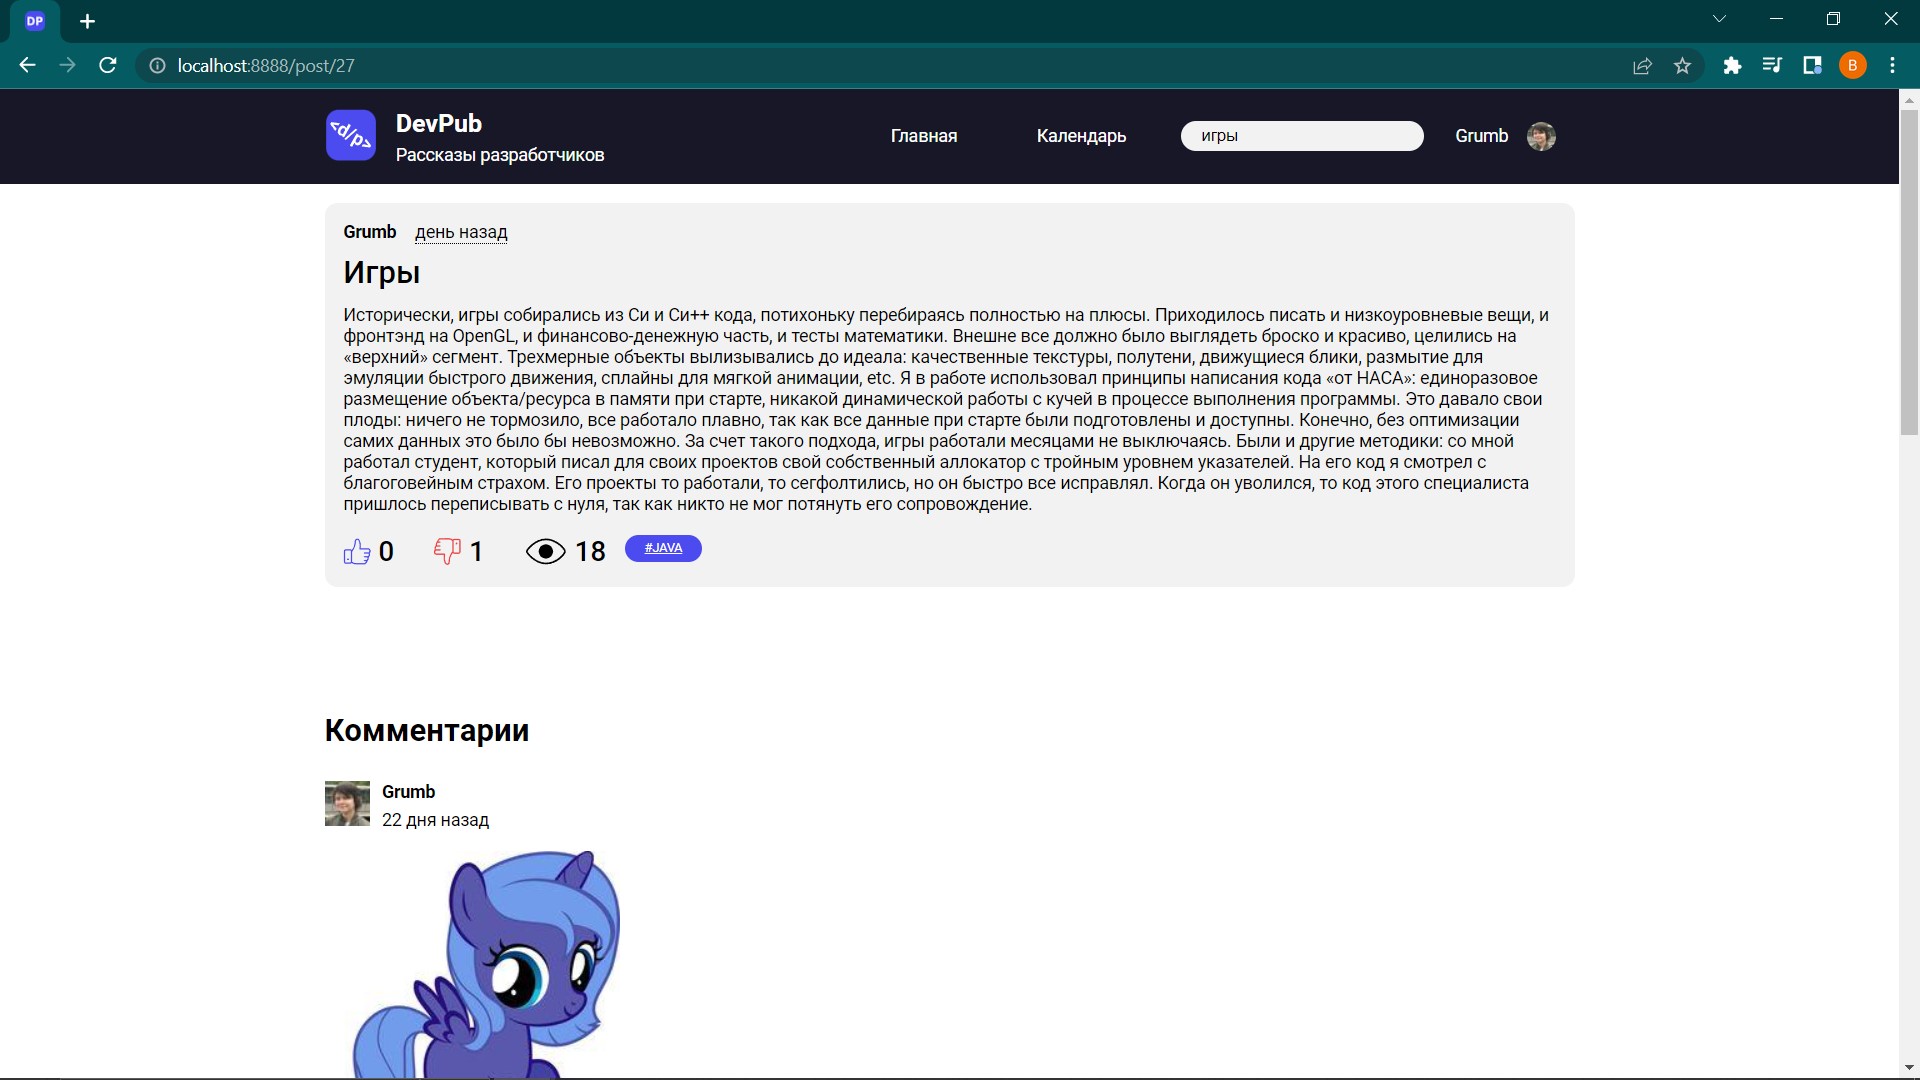 DP
localhost:8888/post/27
B
<d/p>
DevPub
Рассказы разработчиков
Главная
Календарь
игры
Grumb
Grumb день назад
Игры
Исторически, игры собирались из Си и Си++ кода, потихоньку перебираясь полностью на плюсы. Приходилось писать и низкоуровневые вещи, и
фронтэнд на OpenGL, и финансово-денежную часть, и тесты математики. Внешне все должно было выглядеть броско и красиво, целились на
«верхний» сегмент. Трехмерные объекты вылизывались до идеала: качественные текстуры, полутени, движущиеся блики, размытие для
эмуляции быстрого движения, сплайны для мягкой анимации, etc. Я в работе использовал принципы написания кода «от НАСА»: единоразовое
размещение объекта/ресурса в памяти при старте, никакой динамической работы с кучей в процессе выполнения программы. Это давало свои
плоды: ничего не тормозило, все работало плавно, так как все данные при старте были подготовлены и доступны. Конечно, без оптимизации
самих данных это было бы невозможно. За счет такого подхода, игры работали месяцами не выключаясь. Были и другие методики: со мной
работал студент, который писал для своих проектов свой собственный аллокатор с тройным уровнем указателей. На его код я смотрел с
благоговейным страхом. Его проекты то работали, то сегфолтились, но он быстро все исправлял. Когда он уволился, то код этого специалиста
пришлось переписывать с нуля, так как никто не мог потянуть его сопровождение.
0 1 18 #JAVA
Комментарии
Grumb
22 дня назад